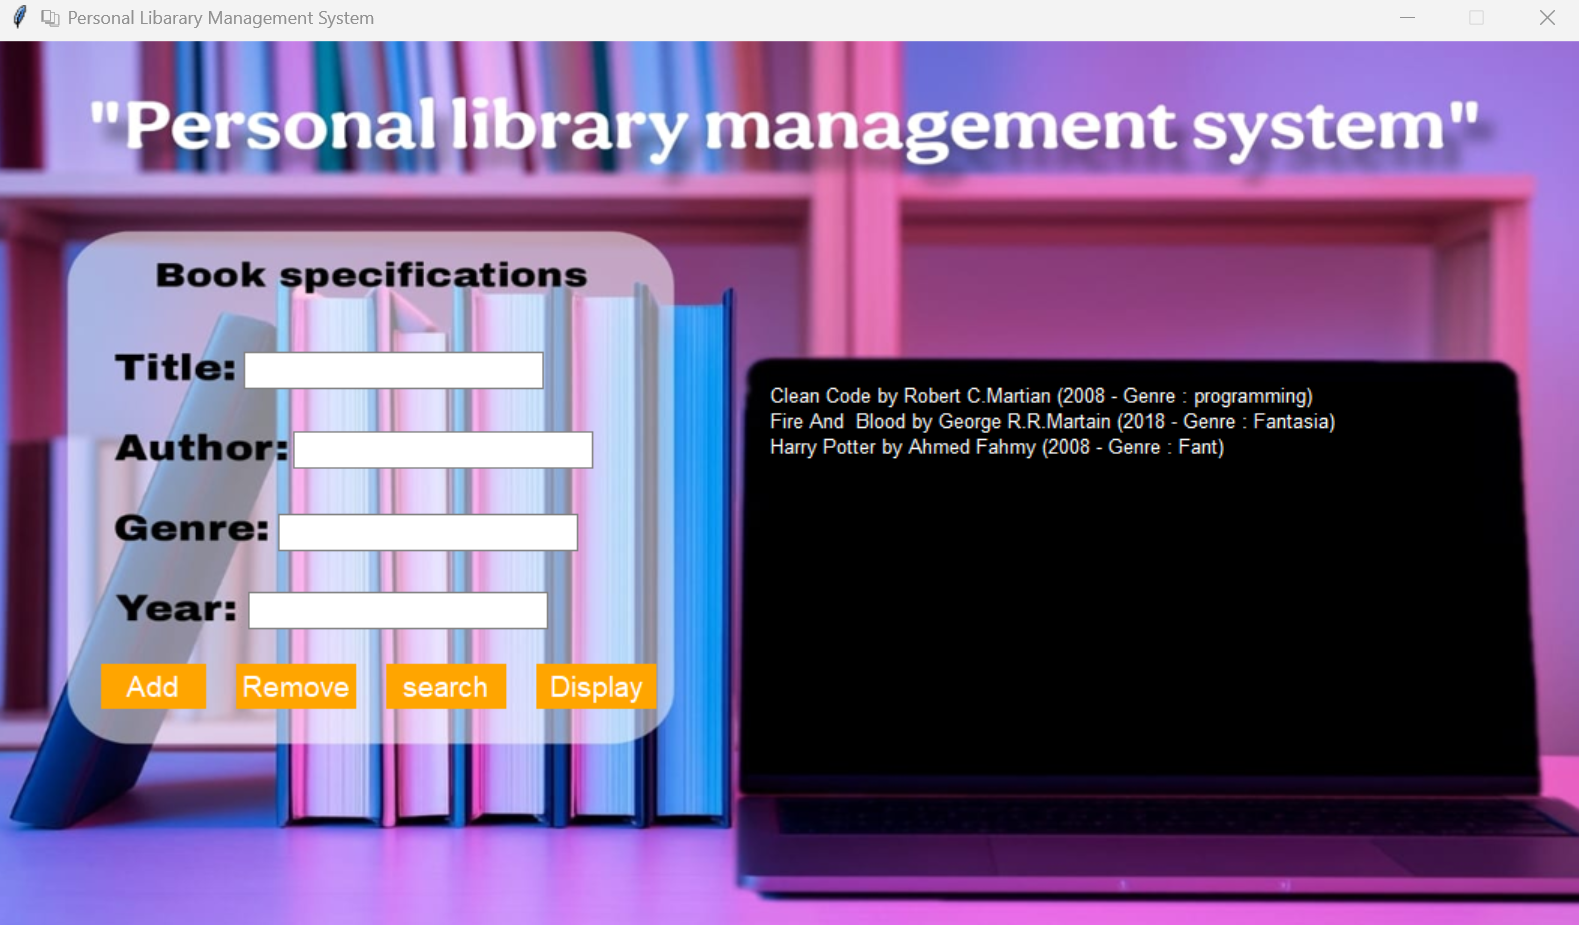 Personal Libarary Management System
"Personal library management system"
Book specifications
Title:
Author:
Genre:
Year:
Add Remove search Display
Clean Code by Robert C.Martian (2008 - Genre : programming)
Fire And  Blood by George R.R.Martain (2018 - Genre : Fantasia)
Harry Potter by Ahmed Fahmy (2008 - Genre : Fant)